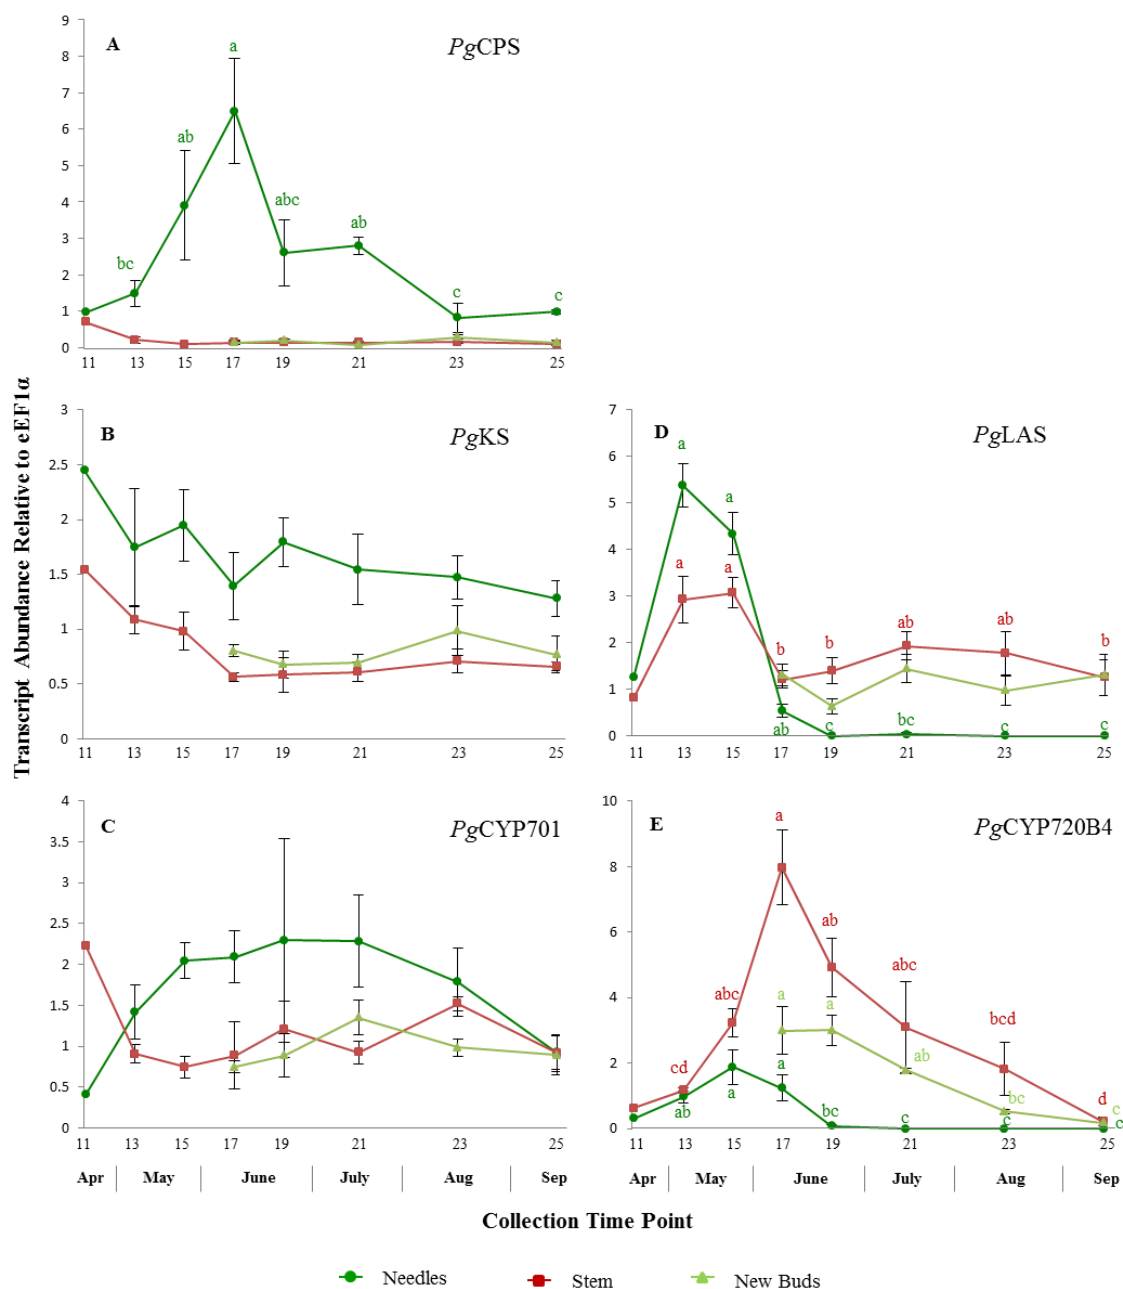 Transcript Abundance Relative to eEF1α
A
PgCPS
9
8
7
6
5
4
3
2
1
0
bc
ab
a
abc
ab
c
c
11 13 15 17 19 21 23 25
B
PgKS
3
2.5
2
1.5
1
0.5
0
11 13 15 17 19 21 23 25
D
PgLAS
7
6
5
4
3
2
1
0
a
a
a
a
b
b
ab
ab
b
ab
c
bc
c
c
11 13 15 17 19 21 23 25
C
PgCYP701
4
3.5
3
2.5
2
1.5
1
0.5
0
11 13 15 17 19 21 23 25
Apr May June July Aug Sep
E
PgCYP720B4
10
8
6
4
2
0
a
ab
abc
abc
bcd
cd
d
a
a
ab
bc
c
a
ab
a
bc
c
c
c
11 13 15 17 19 21 23 25
Apr May June July Aug Sep
Collection Time Point
Needles Stem New Buds